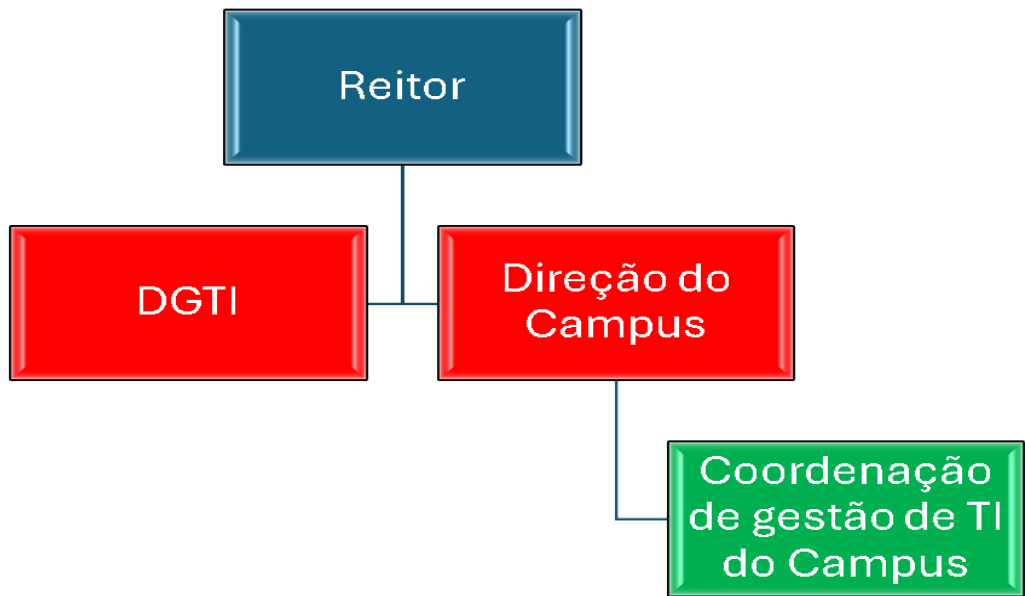 Reitor
DGTI
Direção do
Campus
Coordenação
de gestão de TI
do Campus